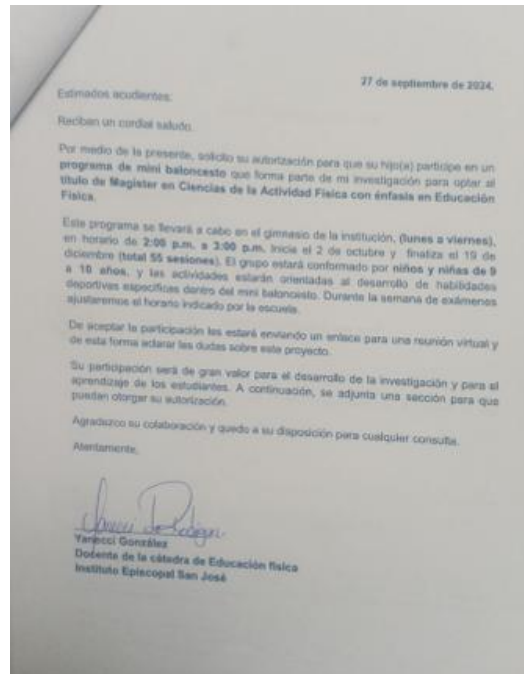 27 de septiembre de 2024.
Estimados acudientes:
Reciban un cordial saludo.
Por medio de la presente, solicito su autorización para que su hijo(a) participe en un
programa de mini baloncesto que forma parte de mi investigación para optar al
título de Magister en Ciencias de la Actividad Física con énfasis en Educación
Física.
Este programa se llevará a cabo en el gimnasio de la institución, (lunes a viernes),
en horario de 2:00 p.m. a 3:00 p.m. Inicia el 2 de octubre y finaliza el 19 de
diciembre (total 55 sesiones). El grupo estará conformado por niños y niñas de 9
a 10 años, y las actividades estarán orientadas al desarrollo de habilidades
deportivas específicas dentro del mini baloncesto. Durante la semana de exámenes
ajustaremos el horario indicado por la escuela.
De aceptar la participación les estaré enviando un enlace para una reunión virtual y
de esta forma aclarar las dudas sobre este proyecto.
Su participación será de gran valor para el desarrollo de la investigación y para el
aprendizaje de los estudiantes. A continuación, se adjunta una sección para que
puedan otorgar su autorización.
Agradezco su colaboración y quedo a su disposición para cualquier consulta.
Atentamente,
Yanecci González
Docente de la cátedra de Educación física
Instituto Episcopal San José